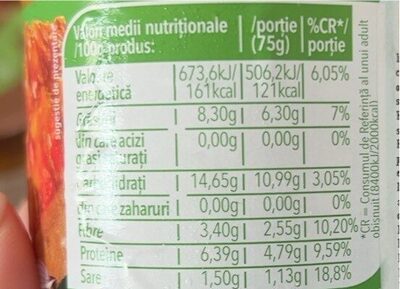 Valori medii nutriționale /porție %CR*/
/100g produs: (75g) porție
Valoare 673,6kJ/ 506,2kJ/ 6,05%
energetică 161kcal 121kcal
Grăsimi 8,30g 6,30g 7%
din care acizi 0,00g 0,00g 0%
grași saturați
Carbohidrați 14,65g 10,99g 3,05%
din care zaharuri 0,00g 0,00g 0%
Fibre 3,40g 2,55g 10,20%
Proteine 6,39g 4,79g 9,59%
Sare 1,50g 1,13g 18,8%
*CR = Consumul de Referință al unui adult
obișnuit (8400kJ/2000kcal)
sugestie de prezentare